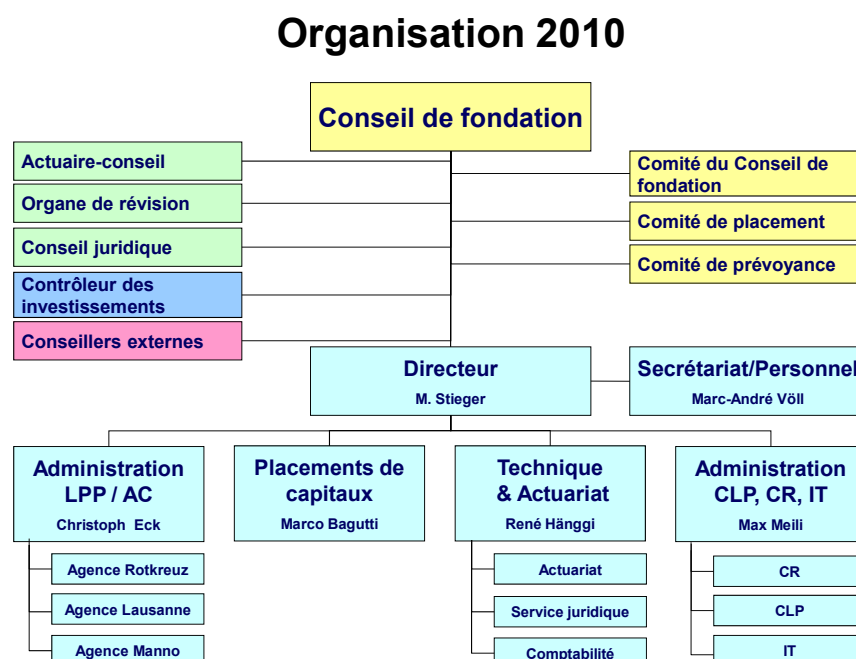 Organisation 2010
Conseil de fondation
Actuaire-conseil
Organe de révision
Conseil juridique
Contrôleur des
investissements
Conseillers externes
Comité du Conseil de
fondation
Comité de placement
Comité de prévoyance
Directeur
M. Stieger
Secrétariat/Personnel
Marc-André Völl
Administration
LPP / AC
Christoph Eck
Agence Rotkreuz
Agence Lausanne
Agence Manno
Placements de
capitaux
Marco Bagutti
Technique
& Actuariat
René Hänggi
Actuariat
Service juridique
Comptabilité
Administration
CLP, CR, IT
Max Meili
CR
CLP
IT